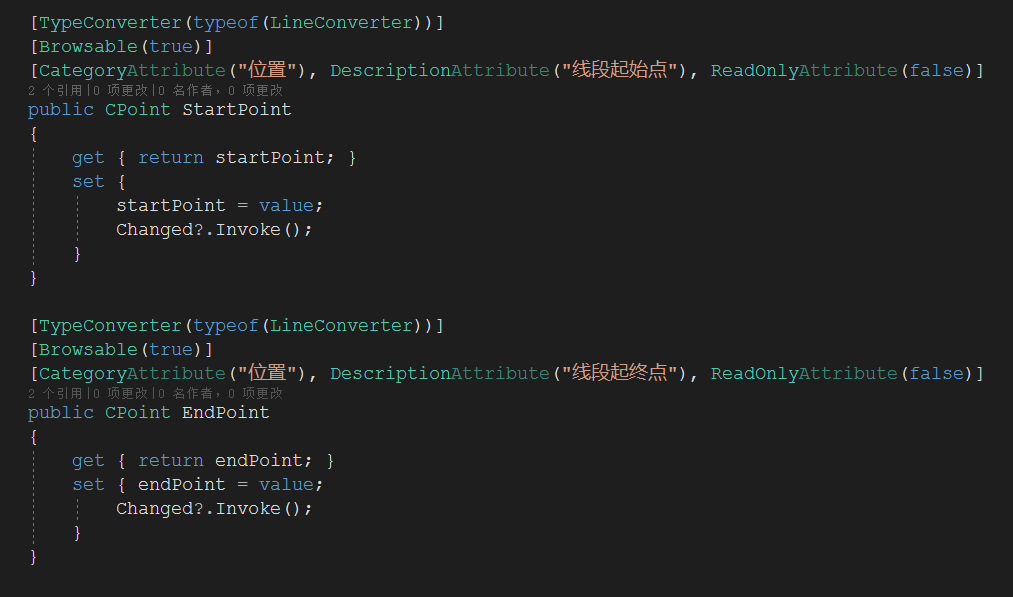 [TypeConverter(typeof(LineConverter))]
[Browsable(true)]
[CategoryAttribute("位置"), DescriptionAttribute("线段起始点"), ReadOnlyAttribute(false)]
2 个引用|0 项更改|0 名作者，0 项更改
public CPoint StartPoint
{
get { return startPoint; }
set {
startPoint = value;
Changed?.Invoke();
}
}
[TypeConverter(typeof(LineConverter))]
[Browsable(true)]
[CategoryAttribute("位置"), DescriptionAttribute("线段起终点"), ReadOnlyAttribute(false)]
2 个引用|0 项更改|0 名作者，0 项更改
public CPoint EndPoint
{
get { return endPoint; }
set { endPoint = value;
Changed?.Invoke();
}
}